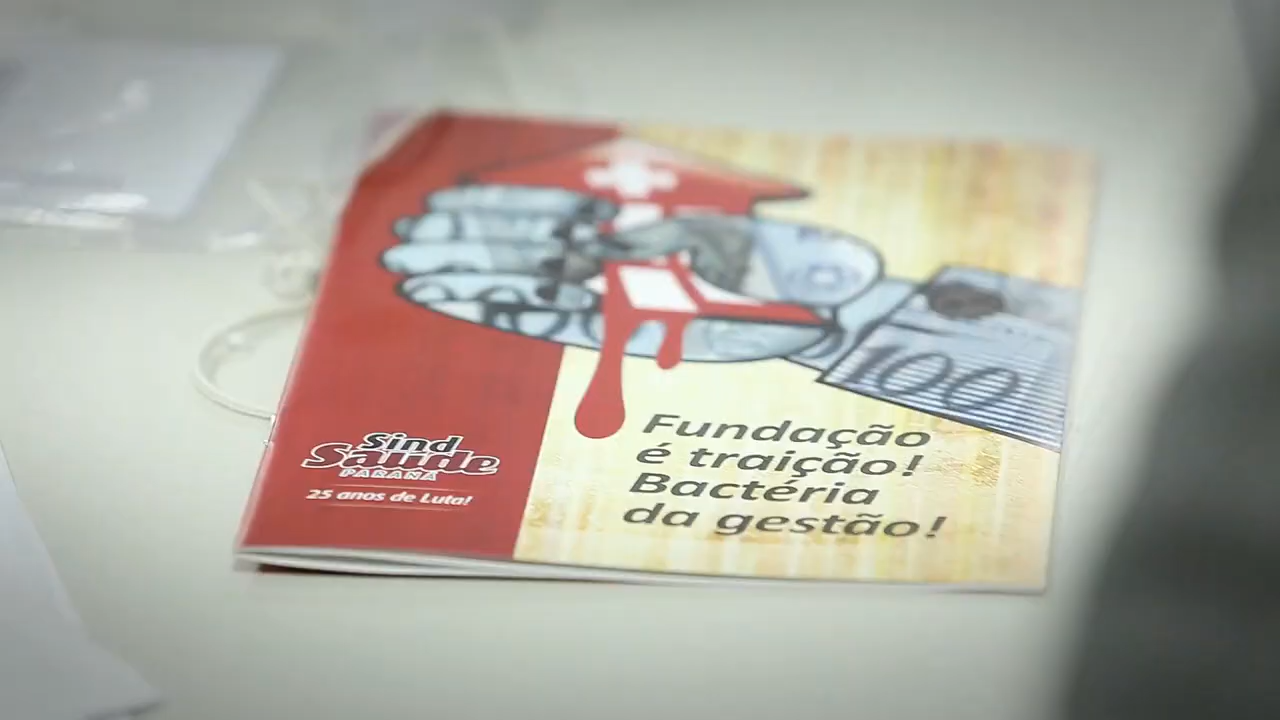 100
Sind
Saúde
PARANÁ
25 anos de Luta!
Fundação
é traição!
Bactéria
da gestão!